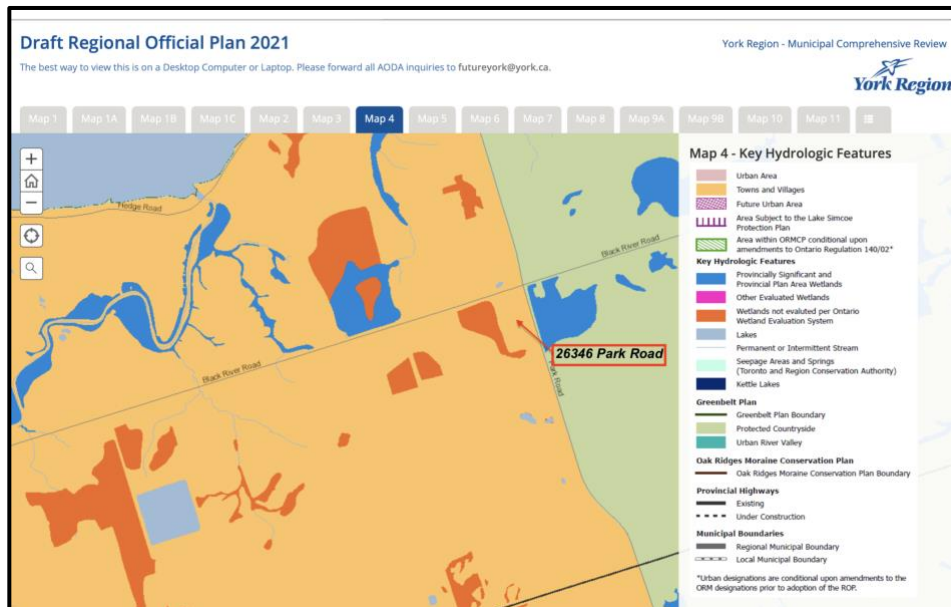 Draft Regional Official Plan 2021
York Region - Municipal Comprehensive Review
The best way to view this is on a Desktop Computer or Laptop. Please forward all AODA inquiries to futureyork@york.ca.
York Region
Map 1
Map 1A
Map 1B
Map 1C
Map 2
Map 3
Map 4
Map 5
Map 6
Map 7
Map 8
Map 9A
Map 9B
Map 10
Map 11
+
−
Hedge Road
Black River Road
26346 Park Road
Park Road
Black River Road
Map 4 - Key Hydrologic Features
Urban Area
Towns and Villages
Future Urban Area
Area Subject to the Lake Simcoe
Protection Plan
Area within ORMCP conditional upon
amendments to Ontario Regulation 140/02*
Key Hydrologic Features
Provincially Significant and
Provincial Plan Area Wetlands
Other Evaluated Wetlands
Wetlands not evaluted per Ontario
Wetland Evaluation System
Lakes
Permanent or Intermittent Stream
Seepage Areas and Springs
(Toronto and Region Conservation Authority)
Kettle Lakes
Greenbelt Plan
Greenbelt Plan Boundary
Protected Countryside
Urban River Valley
Oak Ridges Moraine Conservation Plan
Oak Ridges Moraine Conservation Plan Boundary
Provincial Highways
Existing
Under Construction
Municipal Boundaries
Regional Municipal Boundary
Local Municipal Boundary
*Urban designations are conditional upon amendments to the
ORM designations prior to adoption of the ROP.